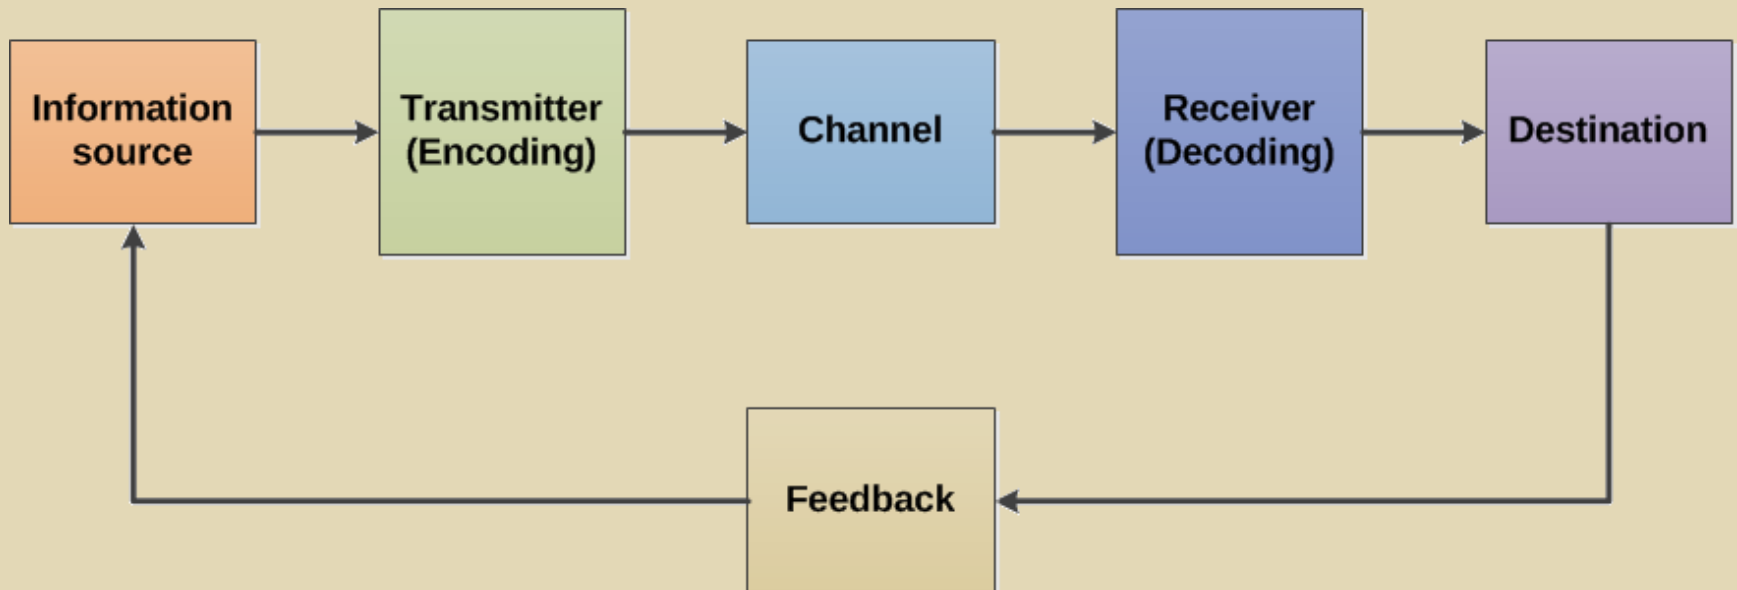 Information
source
Transmitter
(Encoding)
Channel
Receiver
(Decoding)
Destination
Feedback